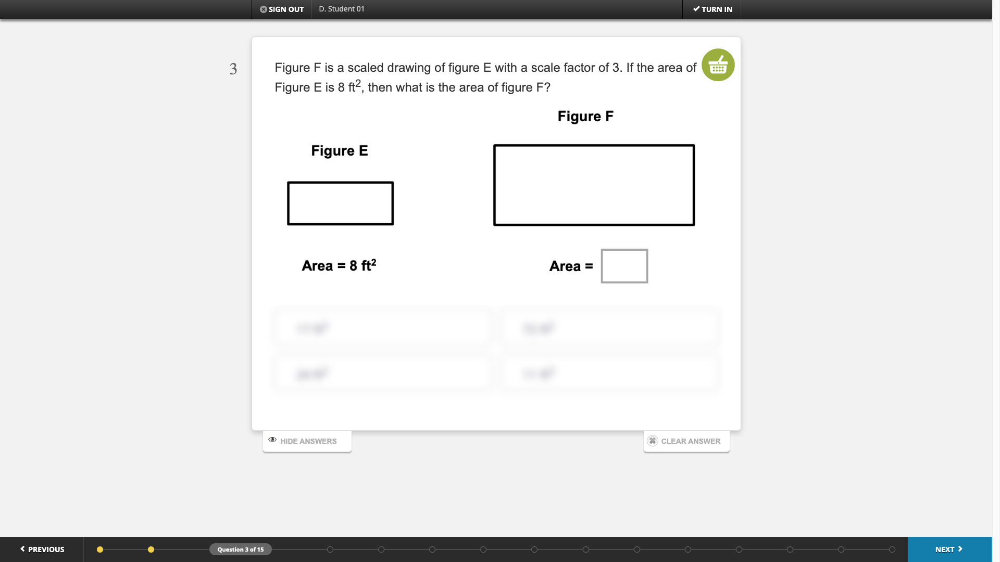 SIGN OUT
D. Student 01
TURN IN
3
Figure F is a scaled drawing of figure E with a scale factor of 3. If the area of
Figure E is 8 ft², then what is the area of figure F?
Figure F
Figure E
Area = 8 ft²
Area =
HIDE ANSWERS
CLEAR ANSWER
PREVIOUS
Question 3 of 15
NEXT